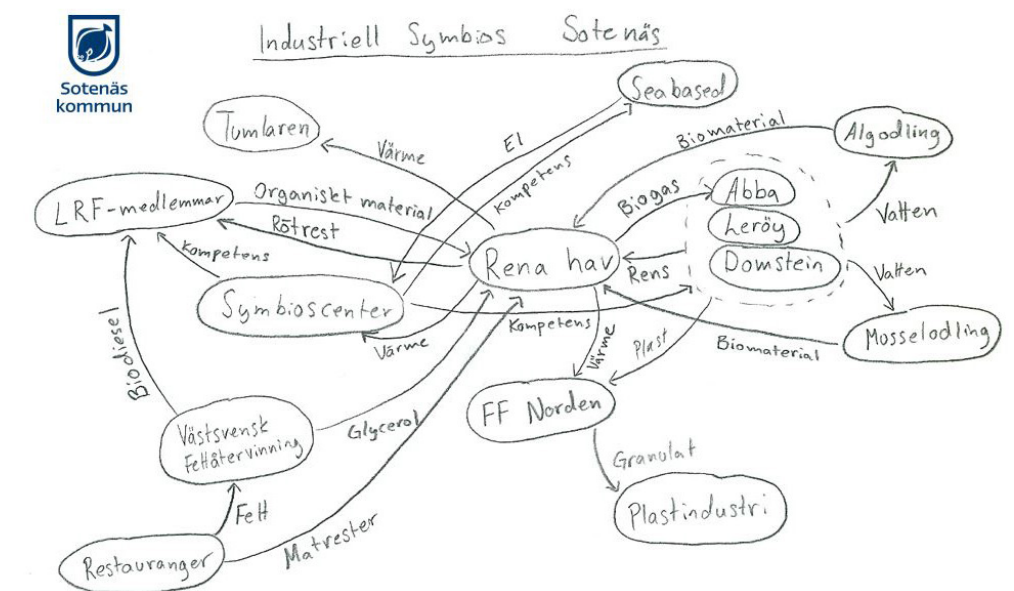 Industriell Symbios Sotenäs
Sotenäs
kommun
Seabased
Tumlaren
Värme
El
Kompetens
Biomaterial
Algodling
LRF-medlemmar
Organiskt material
Rötrest
Biogas
Abba
Leröy
Domstein
Vatten
Kompetens
Rena hav
Rens
Vatten
Symbioscenter
Värme
Kompetens
Värme
Plast
Biomaterial
Mosselodling
Biodiesel
FF Norden
Västsvensk
Fettåtervinning
Glycerol
Granulat
Plastindustri
Fett
Matrester
Restauranger